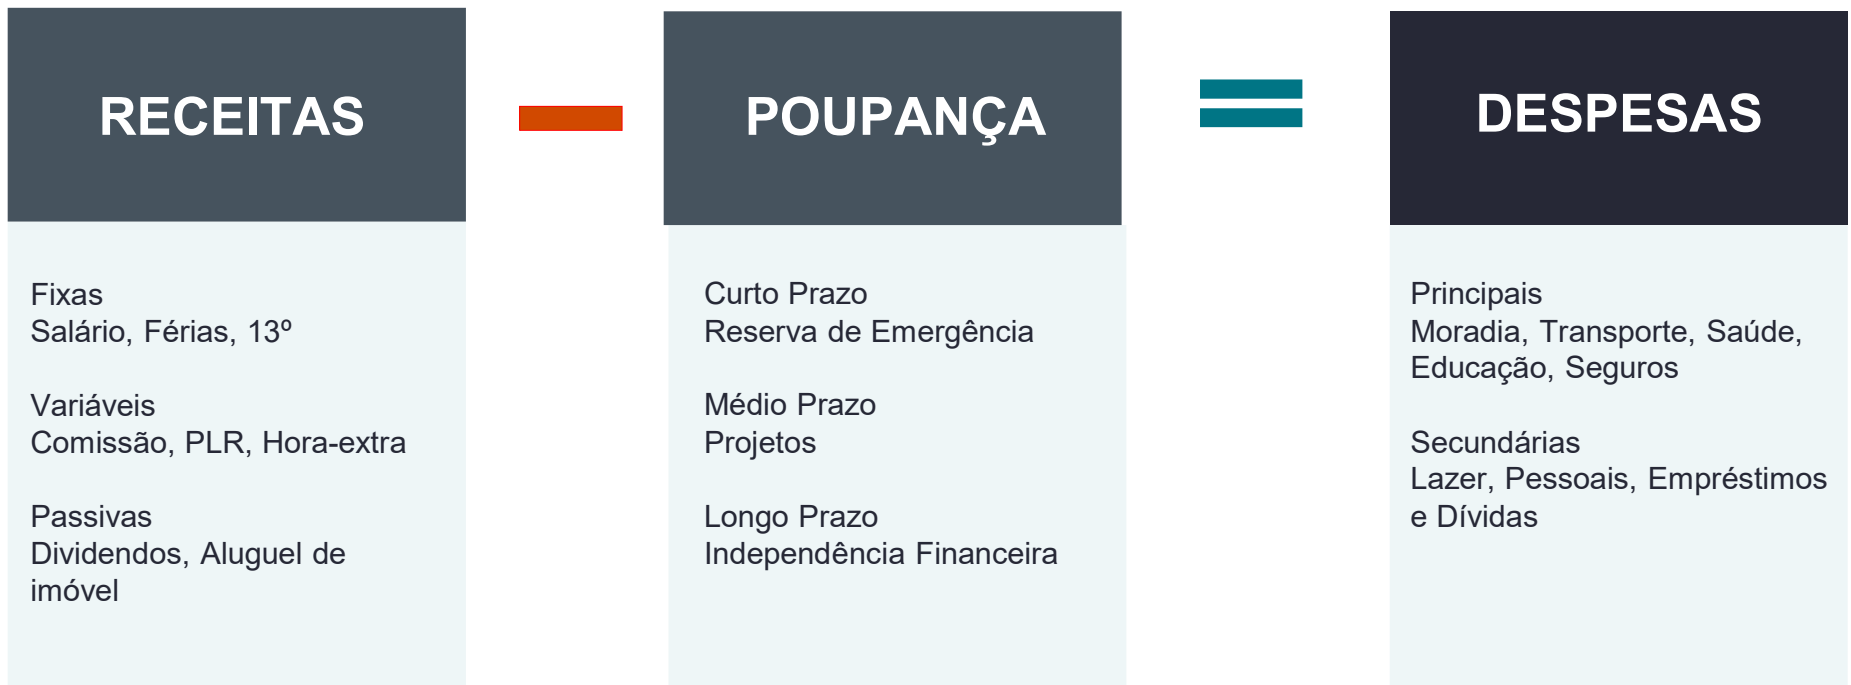 RECEITAS
Fixas
Salário, Férias, 13º
Variáveis
Comissão, PLR, Hora-extra
Passivas
Dividendos, Aluguel de
imóvel
POUPANÇA
Curto Prazo
Reserva de Emergência
Médio Prazo
Projetos
Longo Prazo
Independência Financeira
DESPESAS
Principais
Moradia, Transporte, Saúde,
Educação, Seguros
Secundárias
Lazer, Pessoais, Empréstimos
e Dívidas